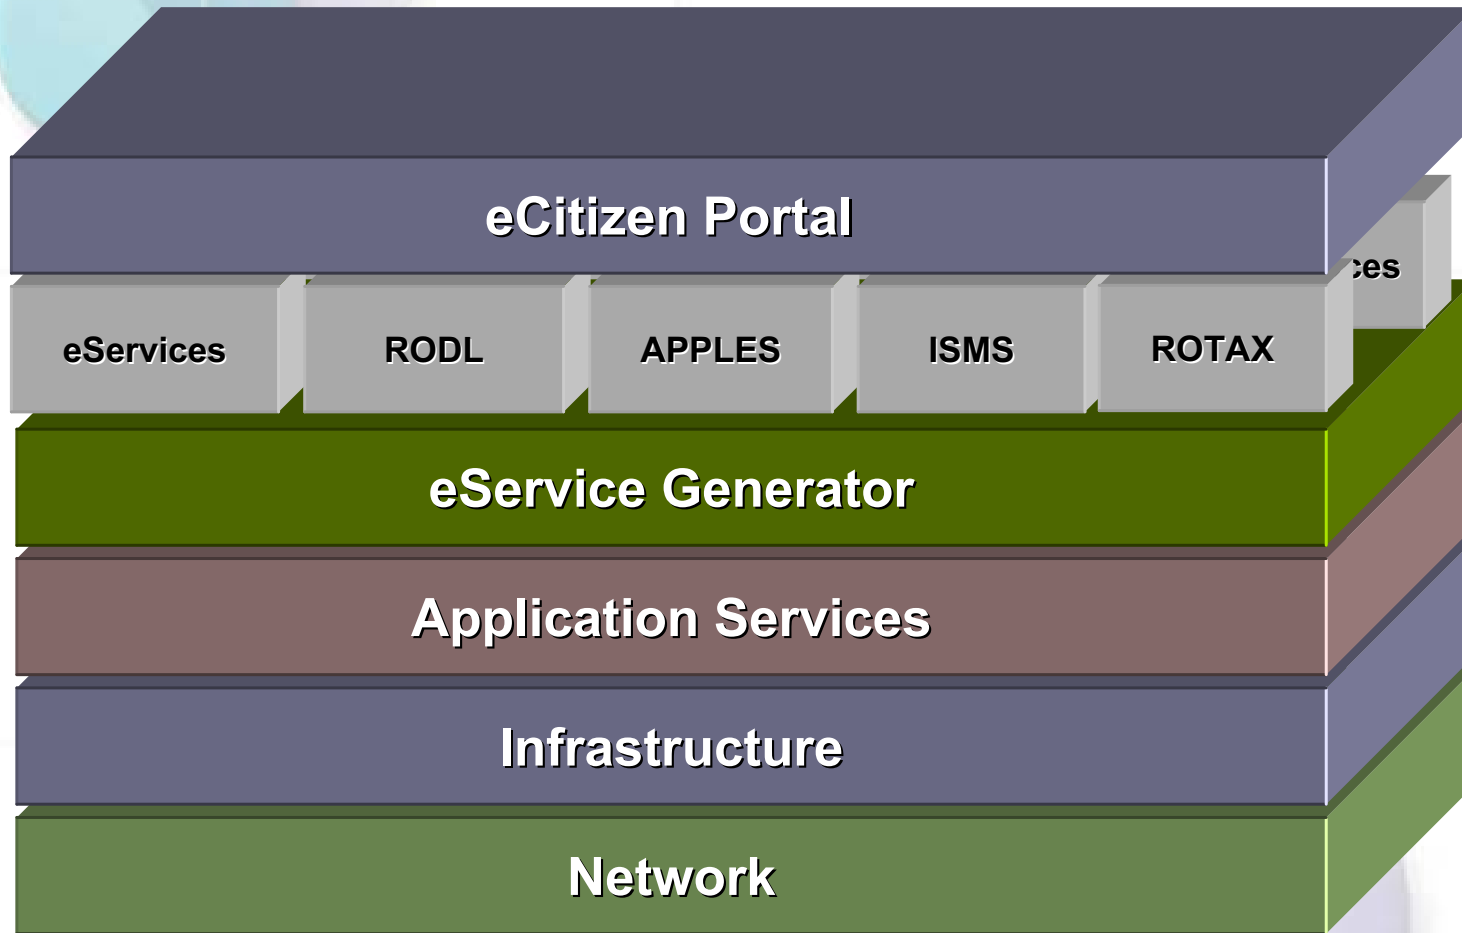 eCitizen Portal
eServices RODL APPLES ISMS ROTAX
eService Generator
Application Services
Infrastructure
Network